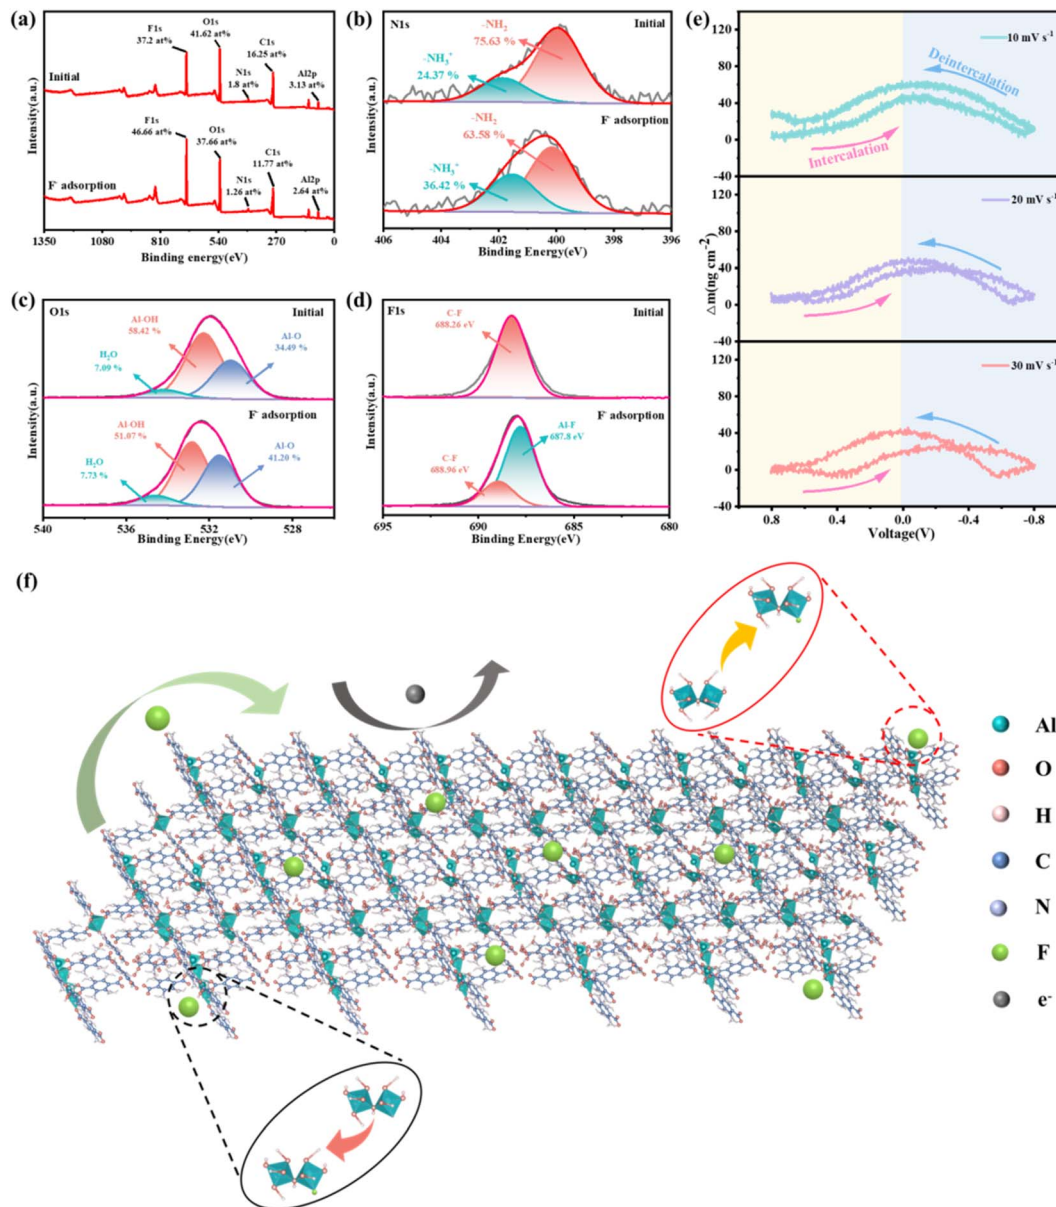 (a)
F1s
37.2 at%
O1s
41.62 at%
C1s
16.25 at%
N1s
1.8 at%
Al2p
3.13 at%
Initial
F1s
46.66 at%
O1s
37.66 at%
C1s
11.77 at%
N1s
1.26 at%
Al2p
2.64 at%
F- adsorption
Intensity(a.u.)
1350 1080 810 540 270 0
Binding energy(eV)
(b)
N1s
Initial
-NH2
75.63 %
-NH3+
24.37 %
F- adsorption
-NH2
63.58 %
-NH3+
36.42 %
Intensity(a.u.)
406 404 402 400 398 396
Binding Energy(eV)
(c)
O1s
Initial
Al-OH
58.42 %
Al-O
34.49 %
H2O
7.09 %
F- adsorption
Al-OH
51.07 %
Al-O
41.20 %
H2O
7.73 %
Intensity(a.u.)
540 536 532 528
Binding Energy(eV)
(d)
F1s
Initial
C-F
688.26 eV
F- adsorption
Al-F
687.8 eV
C-F
688.96 eV
Intensity(a.u.)
695 690 685 680
Binding Energy(eV)
(e)
10 mV s-1
Deintercalation
Intercalation
20 mV s-1
30 mV s-1
120
80
40
0
-40
120
80
40
0
-40
120
80
40
0
-40
△m(ng cm-2)
0.8 0.4 0.0 -0.4 -0.8
Voltage(V)
(f)
Al
O
H
C
N
F
e-